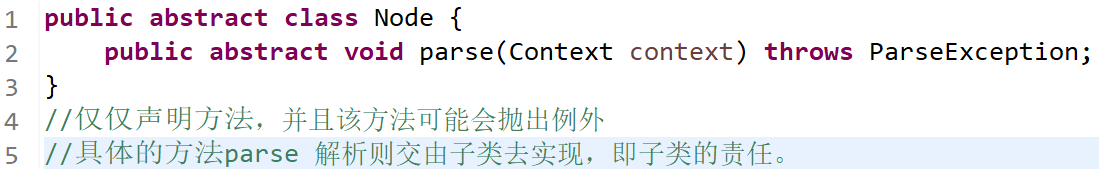 1 public abstract class Node {
2     public abstract void parse(Context context) throws ParseException;
3 }
4 //仅仅声明方法，并且该方法可能会抛出例外
5 //具体的方法parse 解析则交由子类去实现，即子类的责任。